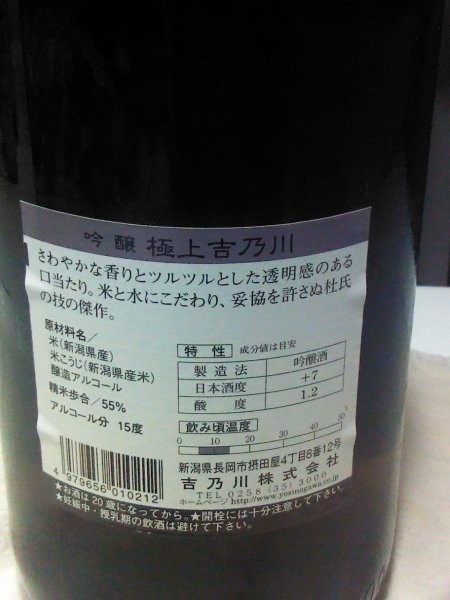 吟醸 極上吉乃川
さわやかな香りとツルツルとした透明感のある
口当たり。米と水にこだわり、妥協を許さぬ杜氏
の技の傑作。
原材料名／
米(新潟県産)
米こうじ(新潟県産米)
醸造アルコール
精米歩合／55%
アルコール分 15度
特性 成分値は目安
製造法 吟醸酒
日本酒度 +7
酸度 1.2
飲み頃温度
0 10 20 30 40 50℃
4 979656 010212
新潟県長岡市摂田屋4丁目8番12号
吉乃川株式会社
TEL 0258 (35) 3000
ホームページ http://www.yosinogawa.co.jp
★お酒は20歳になってから。★開栓には十分注意して下さい。
★妊娠中・授乳期の飲酒は避けて下さい。